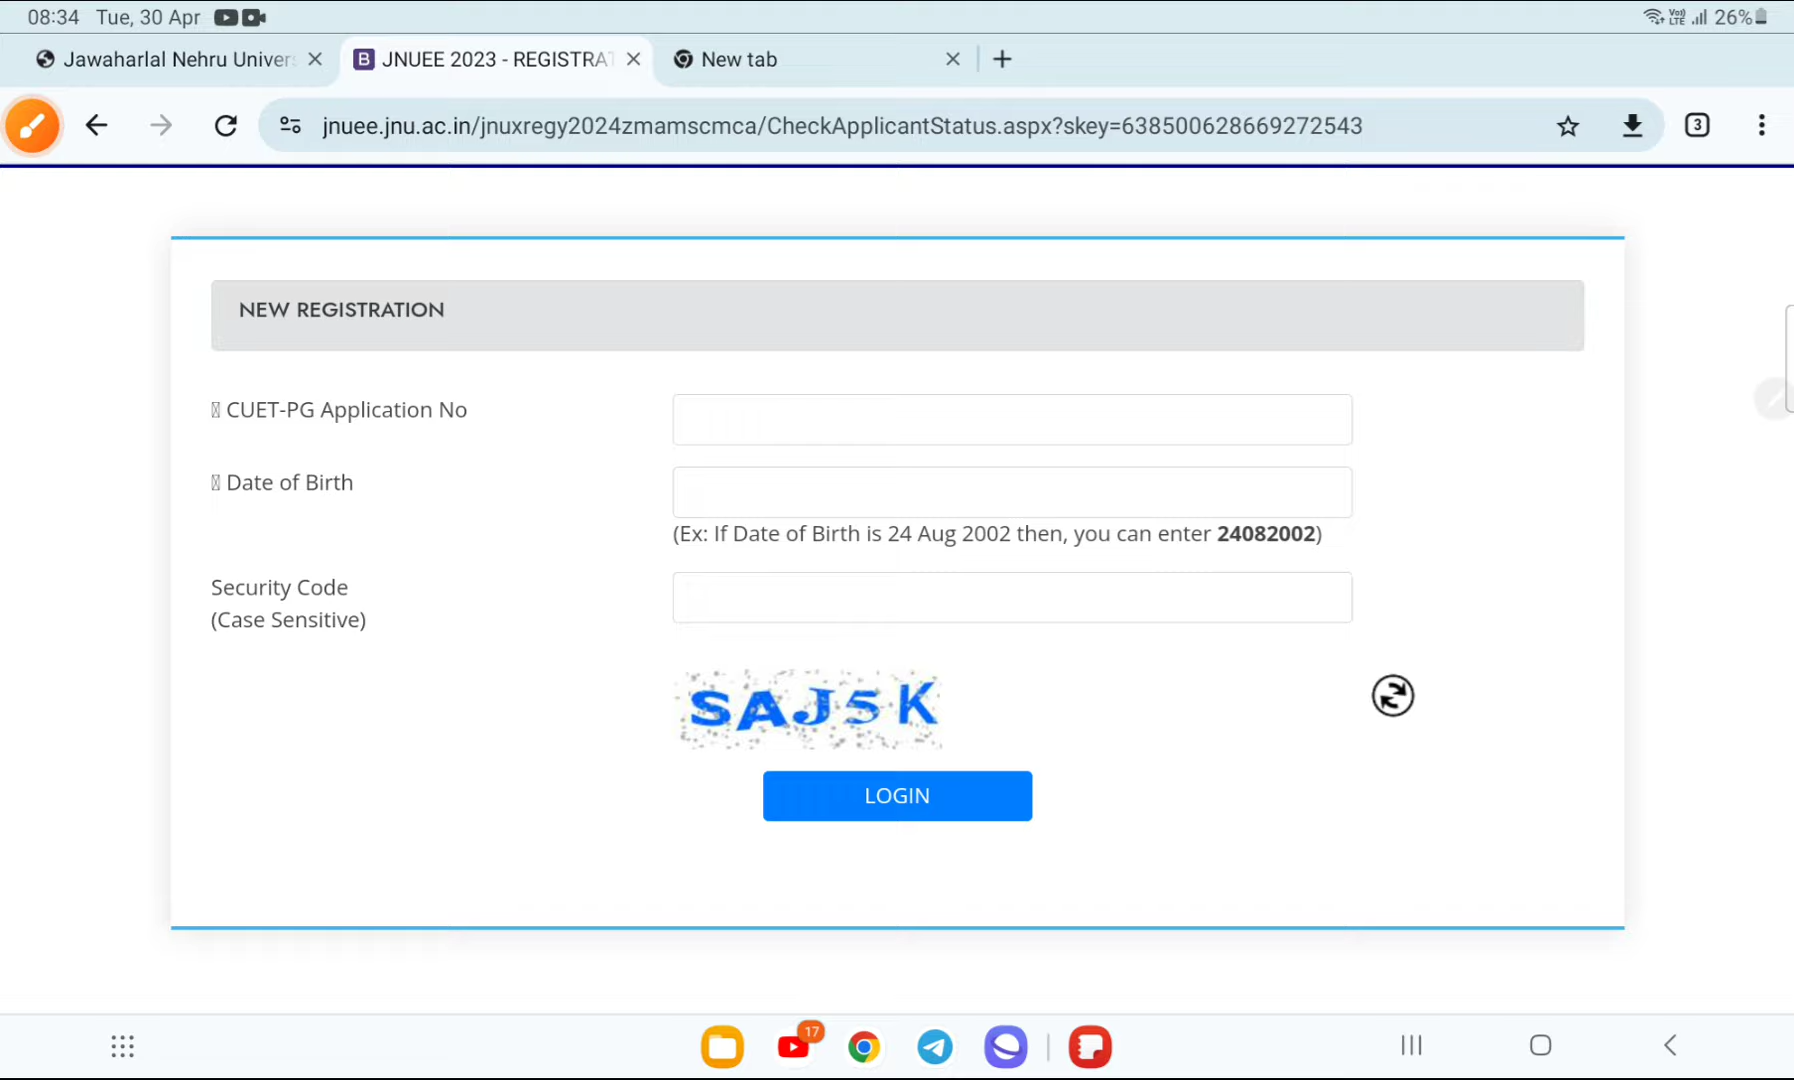 08:34 Tue, 30 Apr
26%
Jawaharlal Nehru Univers
JNUEE 2023 - REGISTRAT
New tab
jnuee.jnu.ac.in/jnuxregy2024zmamscmca/CheckApplicantStatus.aspx?skey=638500628669272543
3
NEW REGISTRATION
CUET-PG Application No
Date of Birth
(Ex: If Date of Birth is 24 Aug 2002 then, you can enter 24082002)
Security Code
(Case Sensitive)
SAJ5K
LOGIN
17